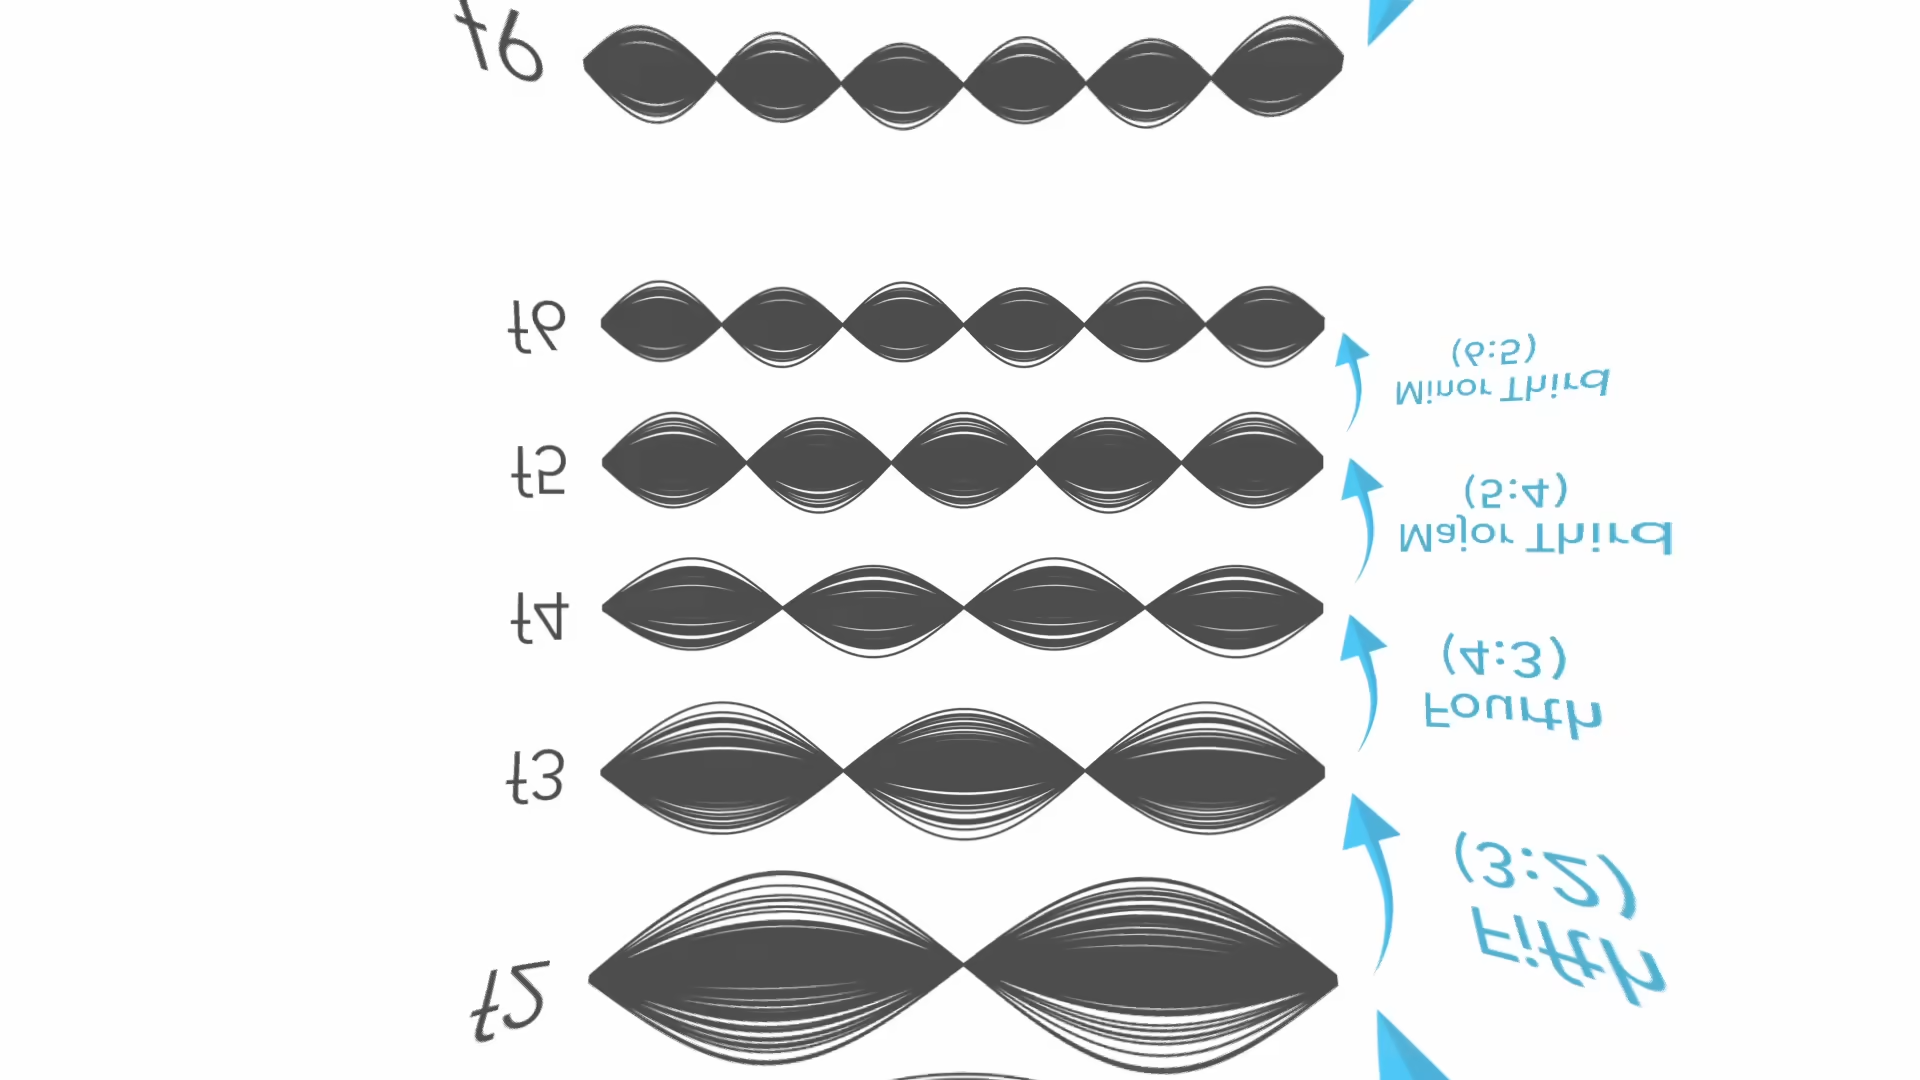 f6
f6
(6:5)
Minor Third
f5
(5:4)
Major Third
f4
(4:3)
Fourth
f3
(3:2)
Fifth
f2